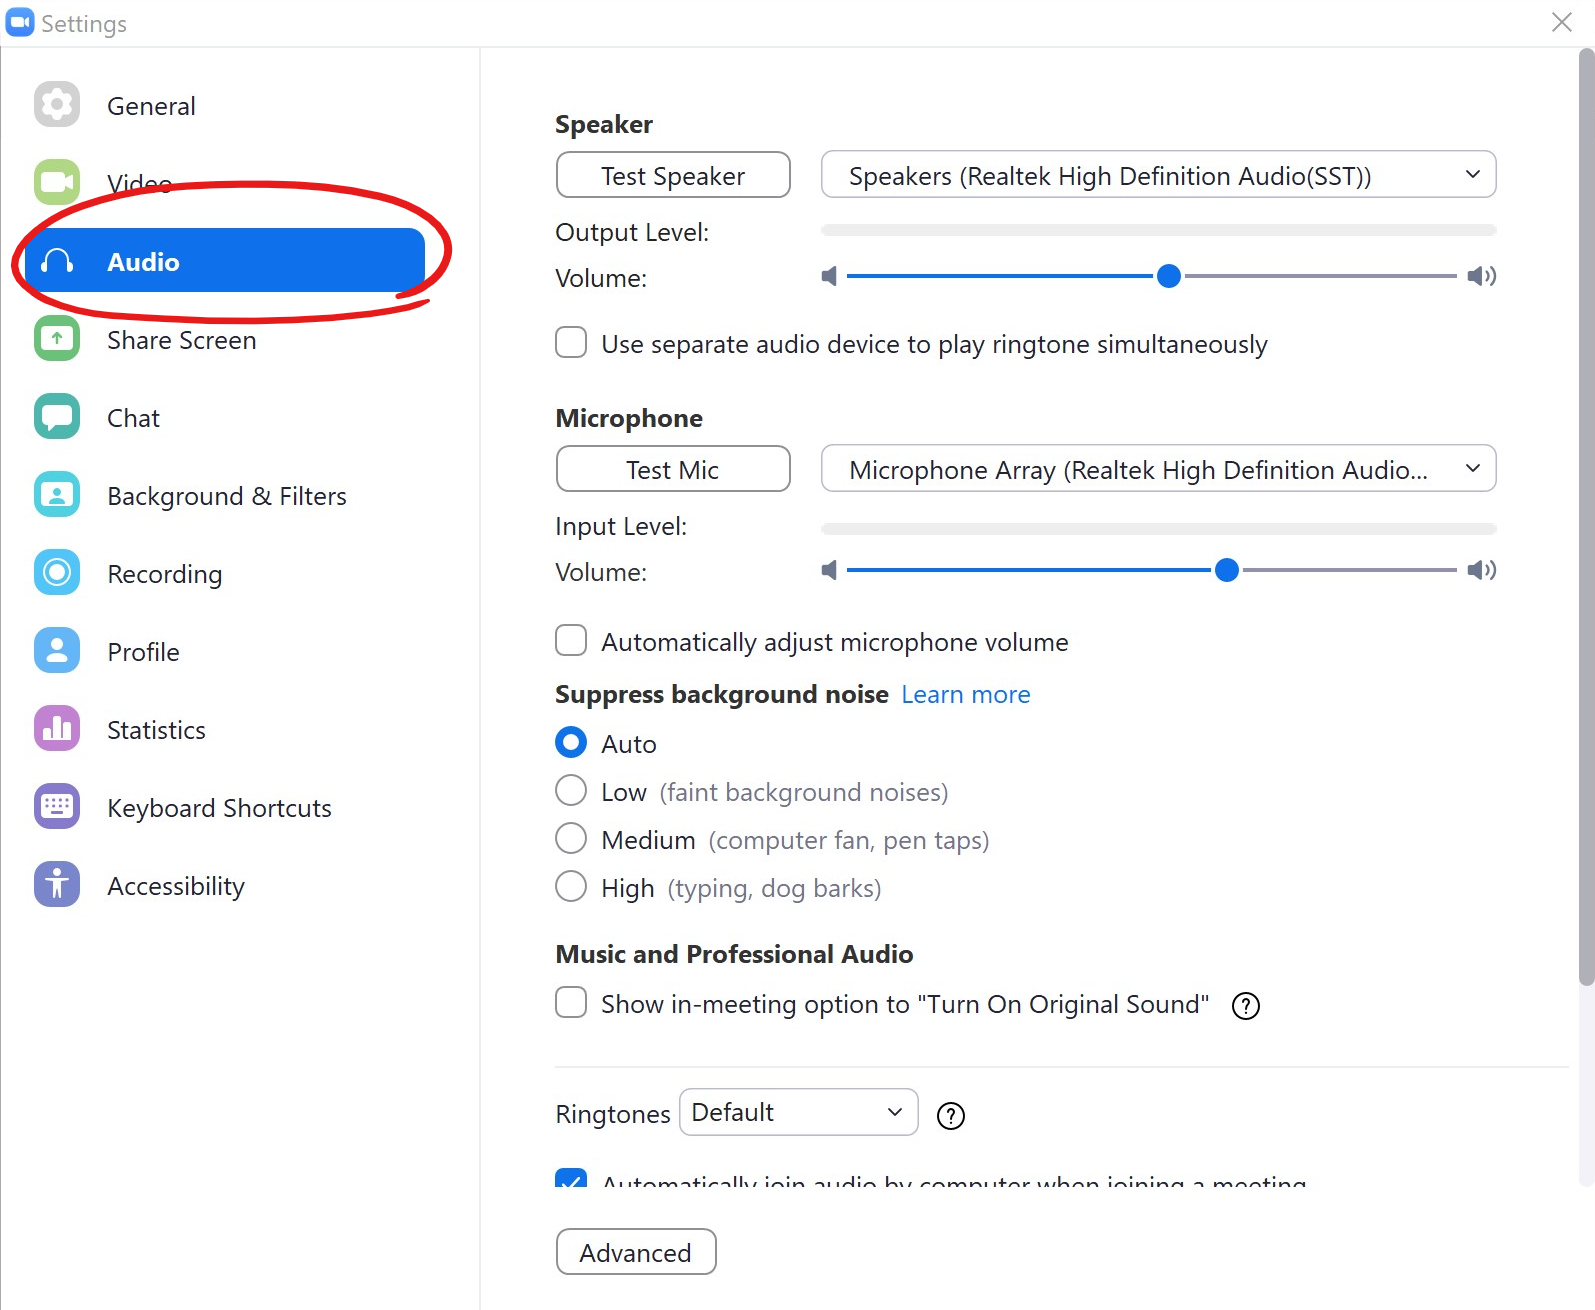 Settings
General
Video
Audio
Share Screen
Chat
Background & Filters
Recording
Profile
Statistics
Keyboard Shortcuts
Accessibility
Speaker
Test Speaker
Speakers (Realtek High Definition Audio(SST))
Output Level:
Volume:
Use separate audio device to play ringtone simultaneously
Microphone
Test Mic
Microphone Array (Realtek High Definition Audio...
Input Level:
Volume:
Automatically adjust microphone volume
Suppress background noise Learn more
Auto
Low (faint background noises)
Medium (computer fan, pen taps)
High (typing, dog barks)
Music and Professional Audio
Show in-meeting option to "Turn On Original Sound" ?
Ringtones Default ?
Automatically join audio by computer when joining a meeting
Advanced